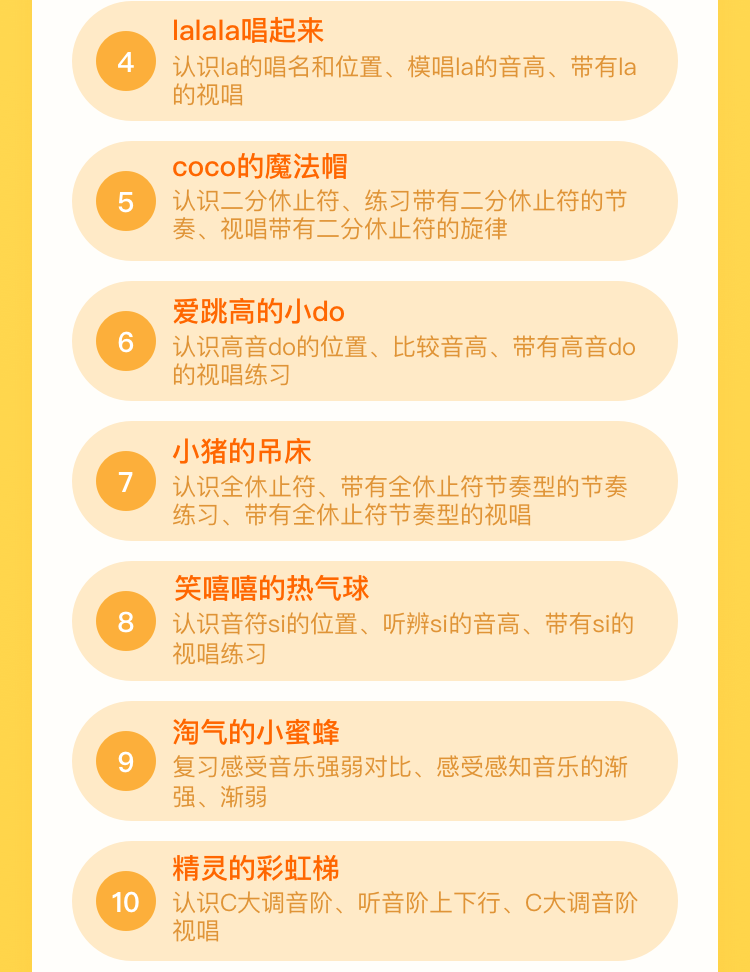 lalala唱起来
4
认识la的唱名和位置、模唱la的音高、带有la
的视唱
coco的魔法帽
5
认识二分休止符、练习带有二分休止符的节
奏、视唱带有二分休止符的旋律
爱跳高的小do
6
认识高音do的位置、比较音高、带有高音do
的视唱练习
小猪的吊床
7
认识全休止符、带有全休止符节奏型的节奏
练习、带有全休止符节奏型的视唱
笑嘻嘻的热气球
8
认识音符si的位置、听辨si的音高、带有si的
视唱练习
淘气的小蜜蜂
9
复习感受音乐强弱对比、感受感知音乐的渐
强、渐弱
精灵的彩虹梯
10
认识C大调音阶、听音阶上下行、C大调音阶
视唱